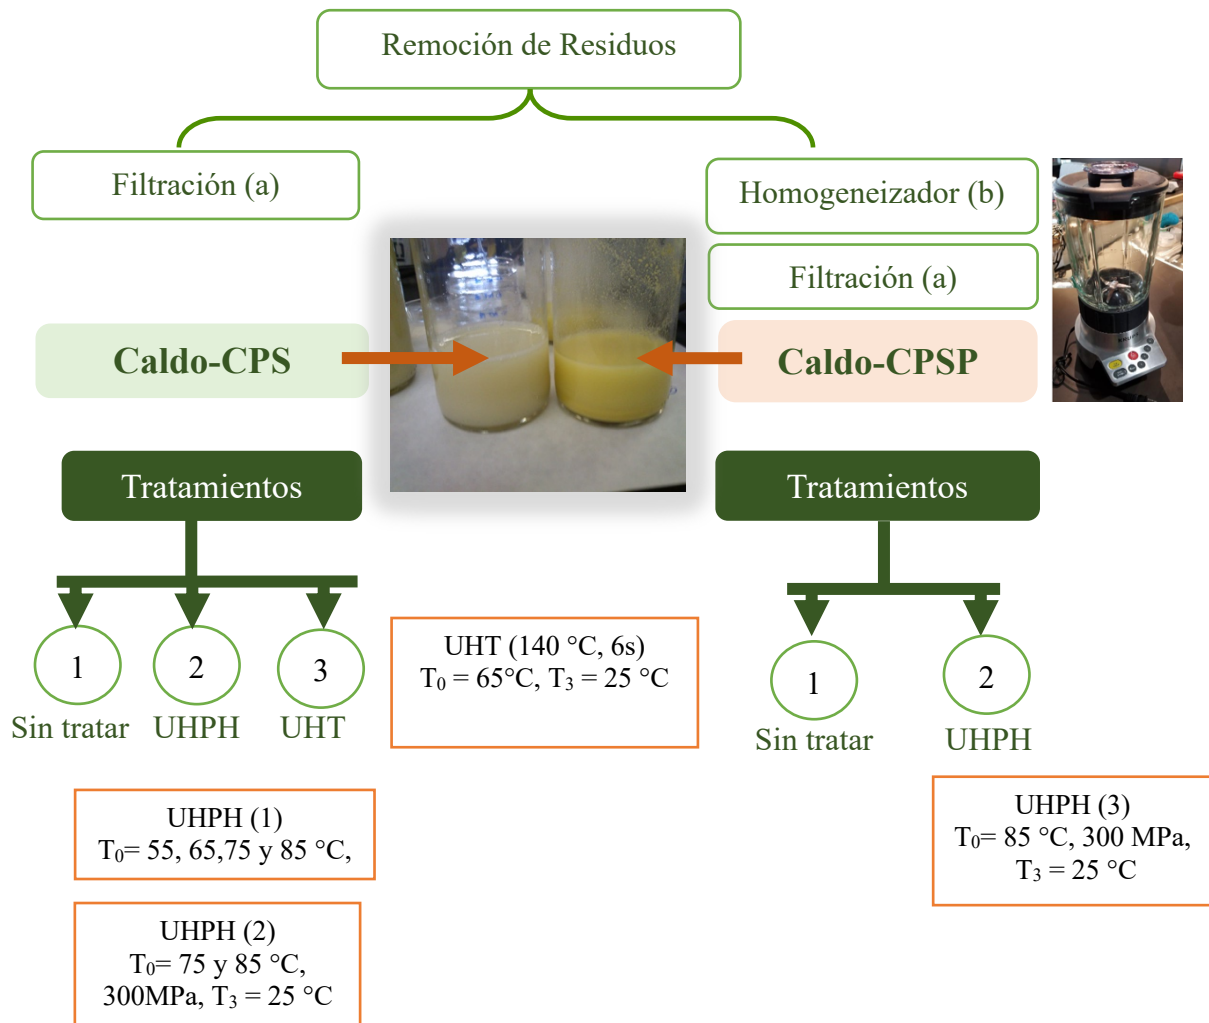 Remoción de Residuos
Filtración (a)
Homogeneizador (b)
Filtración (a)
Caldo-CPS
Caldo-CPSP
Tratamientos
Tratamientos
1
2
3
Sin tratar
UHPH
UHT
UHT (140 °C, 6s)
T₀ = 65°C, T₃ = 25 °C
1
2
Sin tratar
UHPH
UHPH (1)
T₀= 55, 65,75 y 85 °C,
UHPH (2)
T₀= 75 y 85 °C,
300MPa, T₃ = 25 °C
UHPH (3)
T₀= 85 °C, 300 MPa,
T₃ = 25 °C